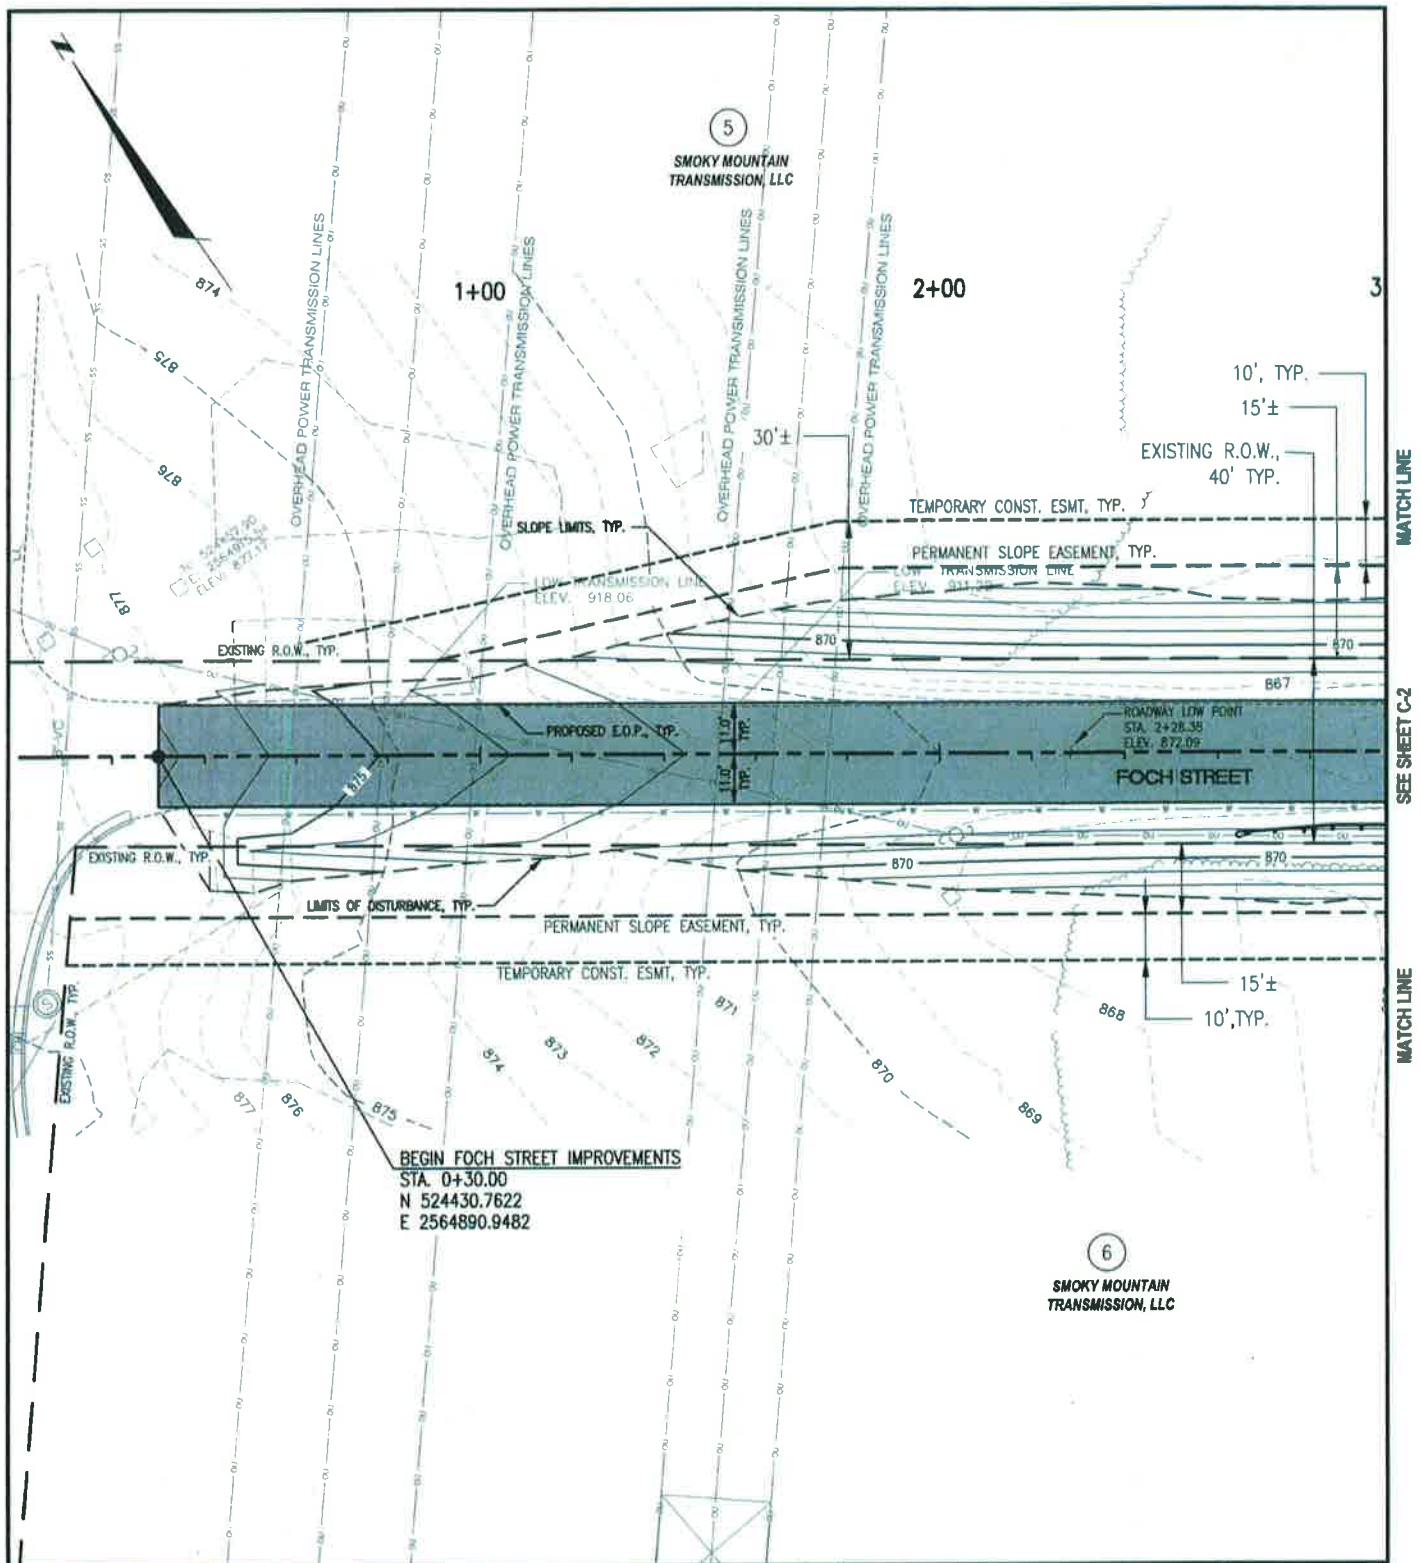 5
SMOKY MOUNTAIN
TRANSMISSION, LLC
OVERHEAD POWER TRANSMISSION LINES
OVERHEAD POWER TRANSMISSION LINES
OVERHEAD POWER TRANSMISSION LINES
OVERHEAD POWER TRANSMISSION LINES
874
1+00
2+00
3
875
876
877
10', TYP.
15'±
30'±
EXISTING R.O.W.,
40' TYP.
MATCH LINE
TEMPORARY CONST. ESMT, TYP.
SLOPE LIMITS, TYP.
PERMANENT SLOPE EASEMENT, TYP.
LOW TRANSMISSION LINE
ELEV. 918.06
LOW TRANSMISSION LINE
ELEV.
ELEV. 877.17
EXISTING R.O.W., TYP.
870
870
867
PROPOSED E.O.P., TYP.
11.0'
TYP.
11.0'
TYP.
ROADWAY LOW POINT
STA. 2+28.38
ELEV. 872.09
FOCH STREET
SEE SHEET C-2
875
EXISTING R.O.W., TYP.
870
870
LIMITS OF DISTURBANCE, TYP.
PERMANENT SLOPE EASEMENT, TYP.
TEMPORARY CONST. ESMT, TYP.
15'±
10',TYP.
MATCH LINE
EXISTING R.O.W., TYP.
877
876
875
874
873
872
871
870
869
868
BEGIN FOCH STREET IMPROVEMENTS
STA. 0+30.00
N 524430.7622
E 2564890.9482
6
SMOKY MOUNTAIN
TRANSMISSION, LLC